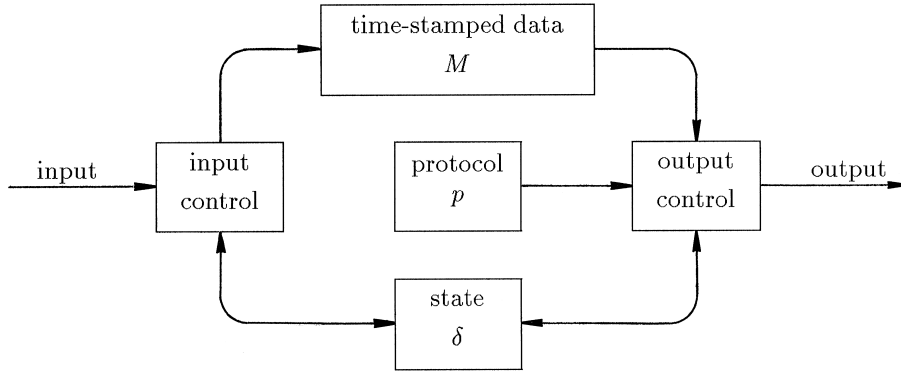 time-stamped data
M
input
input
control
protocol
p
output
control
output
state
δ